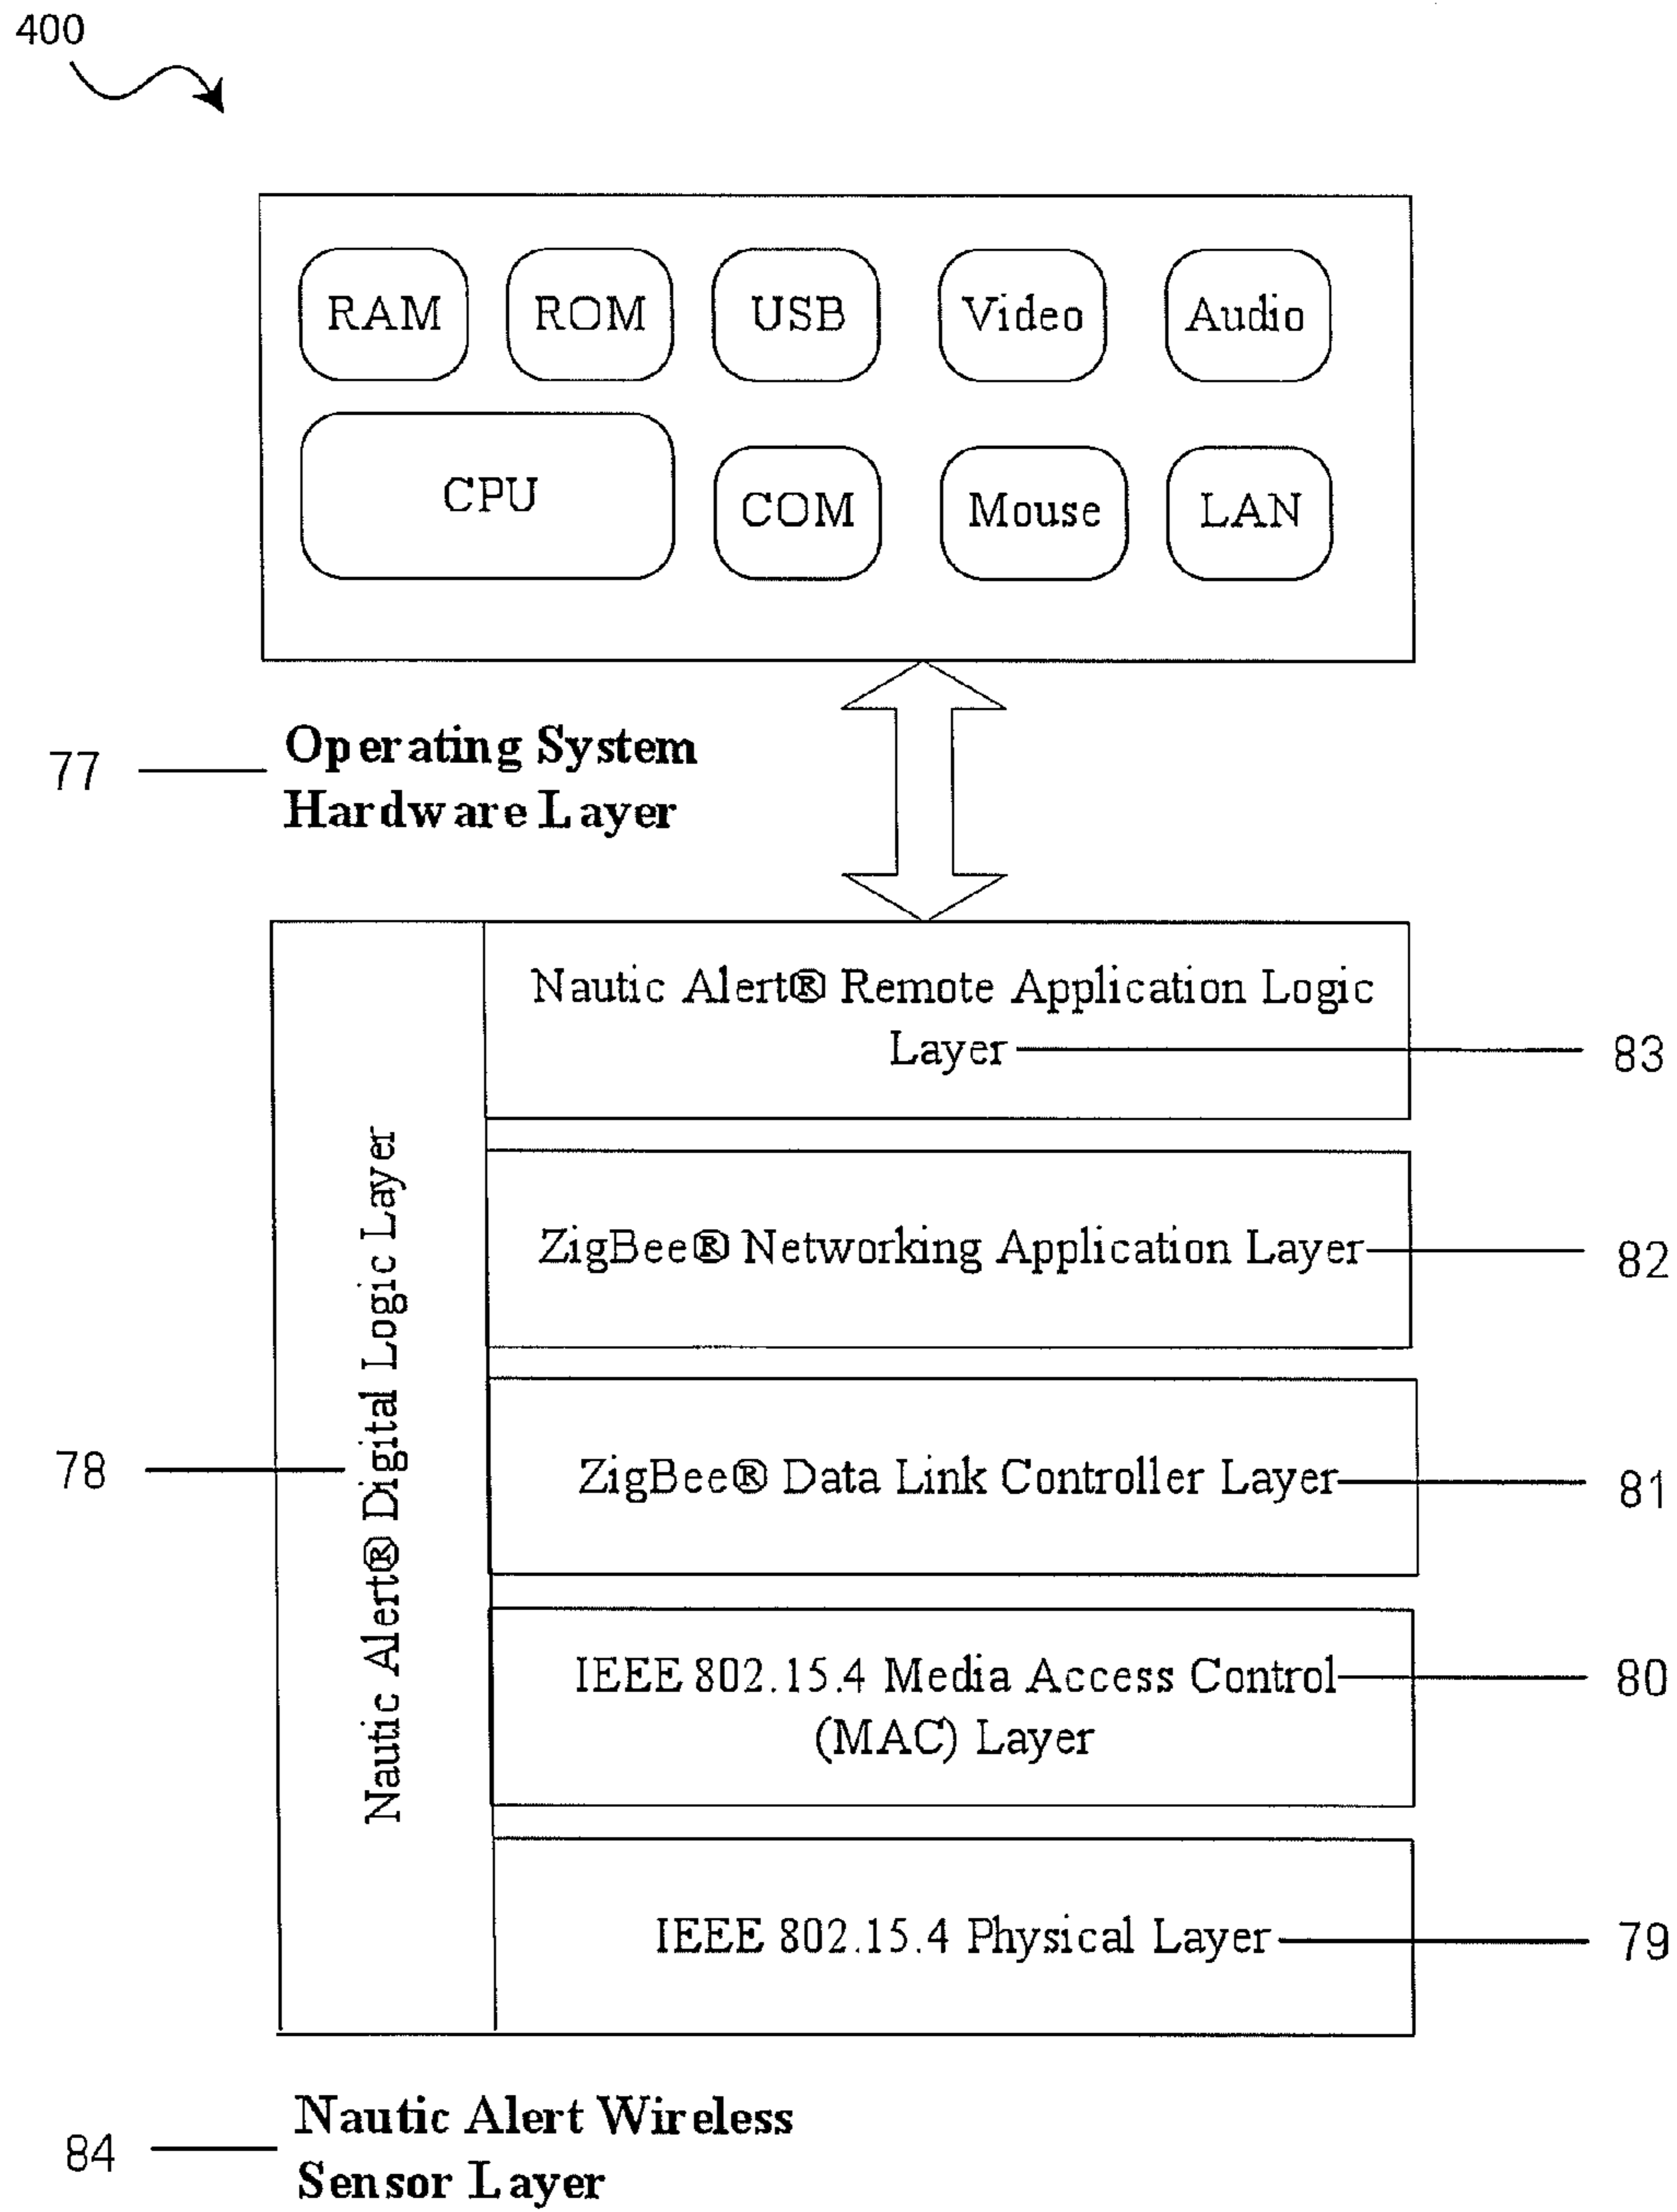 400
RAM ROM USB Video Audio
CPU COM Mouse LAN
77
Operating System
Hardware Layer
Nautic Alert® Remote Application Logic
Layer
83
ZigBee® Networking Application Layer
82
Nautic Alert® Digital Logic Layer
78
ZigBee® Data Link Controller Layer
81
IEEE 802.15.4 Media Access Control
(MAC) Layer
80
IEEE 802.15.4 Physical Layer
79
84
Nautic Alert Wireless
Sensor Layer